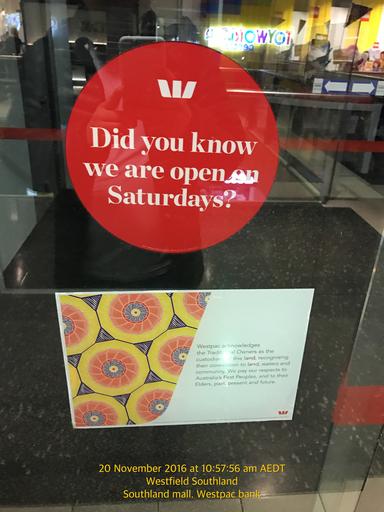 Did you know
we are open on
Saturdays?
Westpac acknowledges
the Traditional Owners as the
custodians of this land, recognising
their connection to land, waters and
community. We pay our respects to
Australia's First Peoples, and to their
Elders, past, present and future.
20 November 2016 at 10:57:56 am AEDT
Westfield Southland
Southland mall. Westpac bank